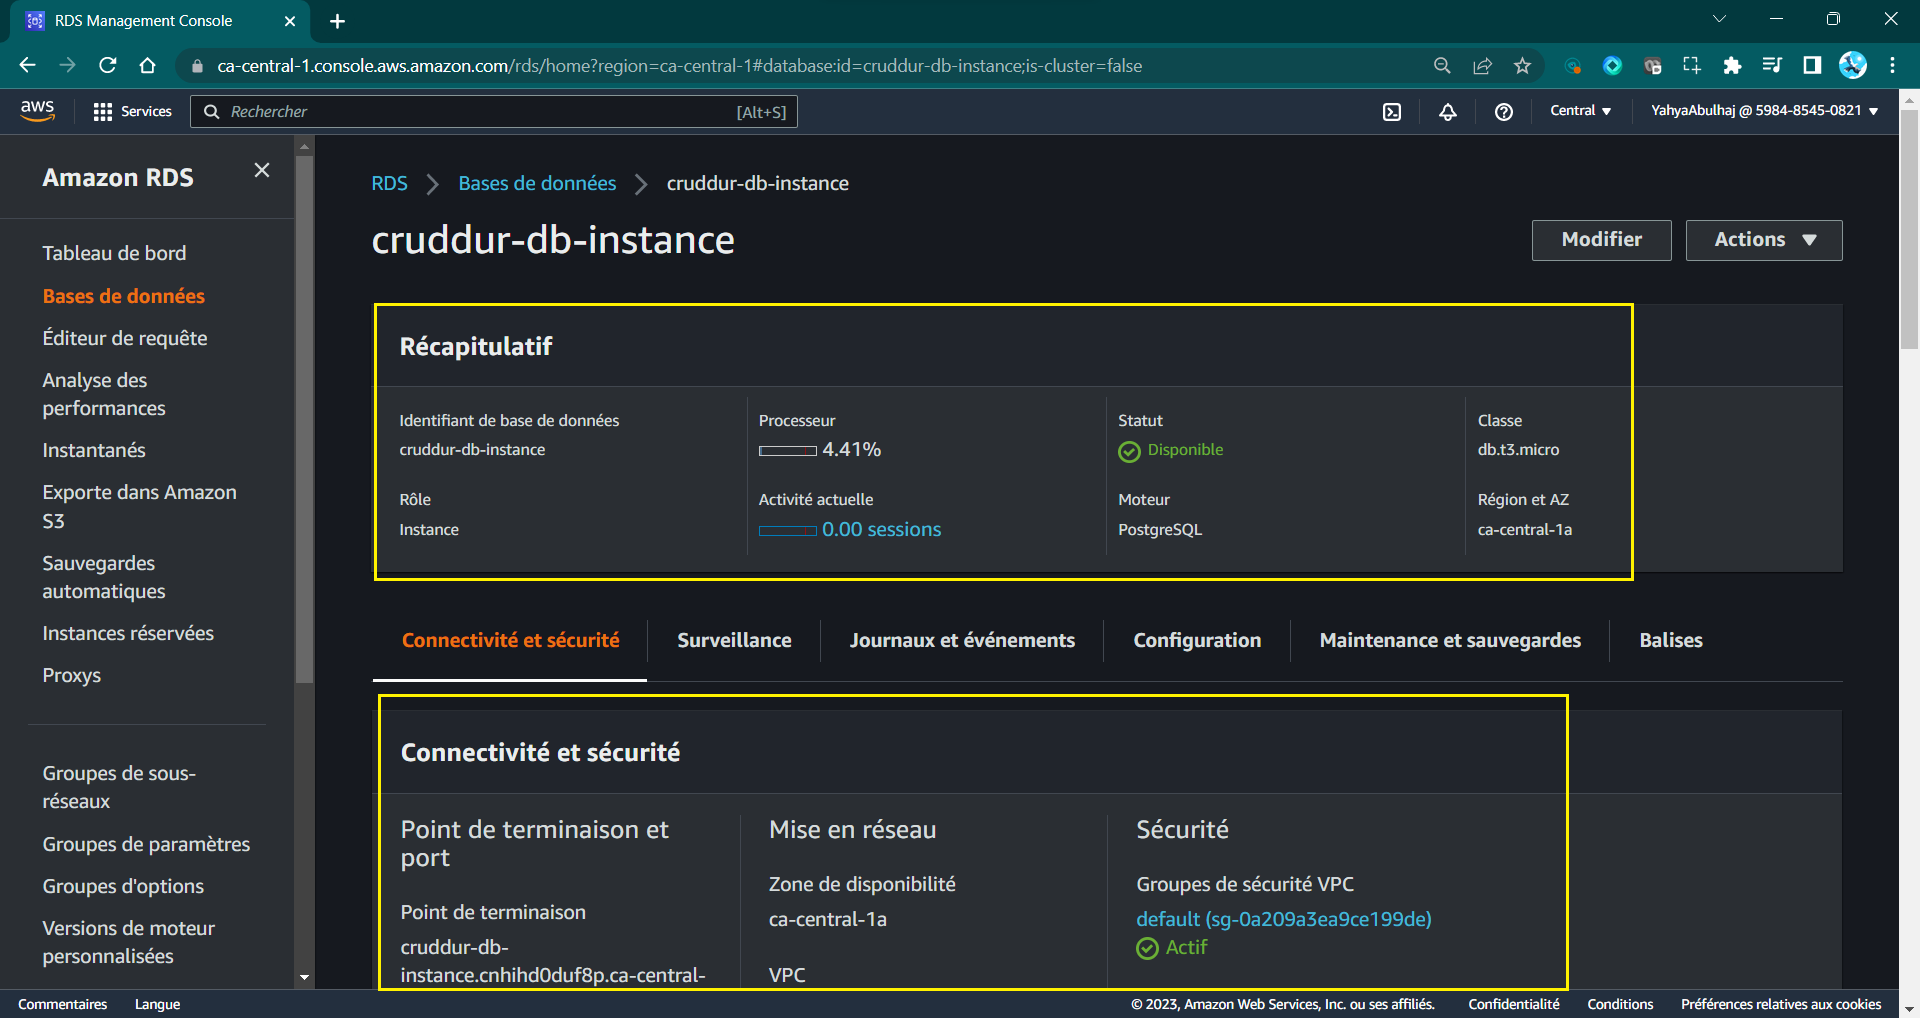 RDS Management Console
ca-central-1.console.aws.amazon.com/rds/home?region=ca-central-1#database:id=cruddur-db-instance;is-cluster=false
aws
Services
Rechercher
[Alt+S]
Central
YahyaAbulhaj @ 5984-8545-0821
Amazon RDS
Tableau de bord
Bases de données
Éditeur de requête
Analyse des
performances
Instantanés
Exporte dans Amazon
S3
Sauvegardes
automatiques
Instances réservées
Proxys
Groupes de sous-
réseaux
Groupes de paramètres
Groupes d'options
Versions de moteur
personnalisées
RDS
Bases de données
cruddur-db-instance
cruddur-db-instance
Modifier
Actions
Récapitulatif
Identifiant de base de données
cruddur-db-instance
Processeur
4.41%
Statut
Disponible
Classe
db.t3.micro
Rôle
Instance
Activité actuelle
0.00 sessions
Moteur
PostgreSQL
Région et AZ
ca-central-1a
Connectivité et sécurité
Surveillance
Journaux et événements
Configuration
Maintenance et sauvegardes
Balises
Connectivité et sécurité
Point de terminaison et
port
Point de terminaison
cruddur-db-
instance.cnhihd0duf8p.ca-central-
Mise en réseau
Zone de disponibilité
ca-central-1a
VPC
Sécurité
Groupes de sécurité VPC
default (sg-0a209a3ea9ce199de)
Actif
Commentaires
Langue
© 2023, Amazon Web Services, Inc. ou ses affiliés.
Confidentialité
Conditions
Préférences relatives aux cookies